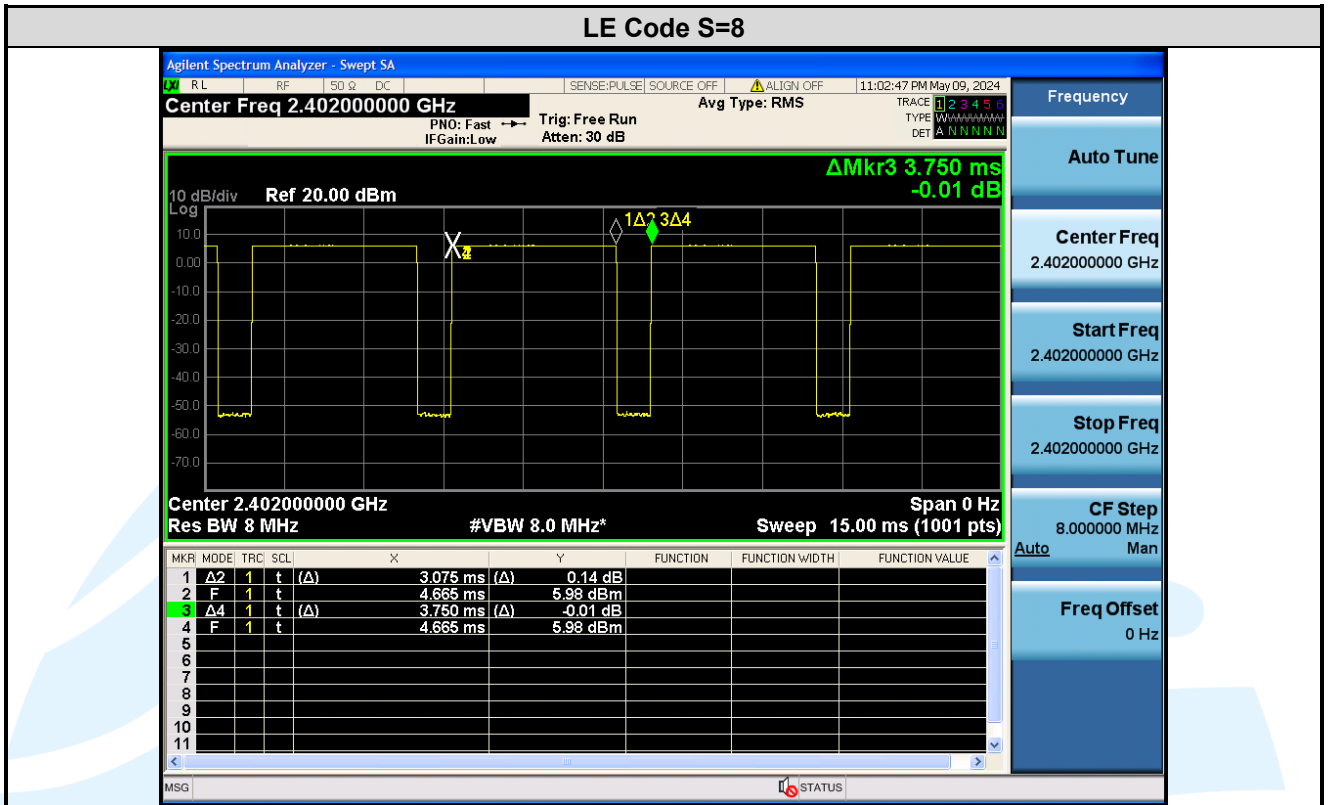 LE Code S=8
Agilent Spectrum Analyzer - Swept SA
LXI RL RF 50 Ω DC SENSE:PULSE SOURCE OFF ALIGN OFF 11:02:47 PM May 09, 2024
Center Freq 2.402000000 GHz
PNO: Fast
IFGain:Low
Trig: Free Run
Atten: 30 dB
Avg Type: RMS
TRACE 1 2 3 4 5 6
TYPE WWWWWW
DET A N N N N N
ΔMkr3 3.750 ms
-0.01 dB
10 dB/div Ref 20.00 dBm
Log
10.0
0.00
-10.0
-20.0
-30.0
-40.0
-50.0
-60.0
-70.0
1Δ2 3Δ4
Center 2.402000000 GHz Span 0 Hz
Res BW 8 MHz #VBW 8.0 MHz* Sweep 15.00 ms (1001 pts)
MKR MODE TRC SCL X Y FUNCTION FUNCTION WIDTH FUNCTION VALUE
1 Δ2 1 t (Δ) 3.075 ms (Δ) 0.14 dB
2 F 1 t 4.665 ms 5.98 dBm
3 Δ4 1 t (Δ) 3.750 ms (Δ) -0.01 dB
4 F 1 t 4.665 ms 5.98 dBm
5
6
7
8
9
10
11
MSG STATUS
Frequency
Auto Tune
Center Freq
2.402000000 GHz
Start Freq
2.402000000 GHz
Stop Freq
2.402000000 GHz
CF Step
8.000000 MHz
Auto Man
Freq Offset
0 Hz